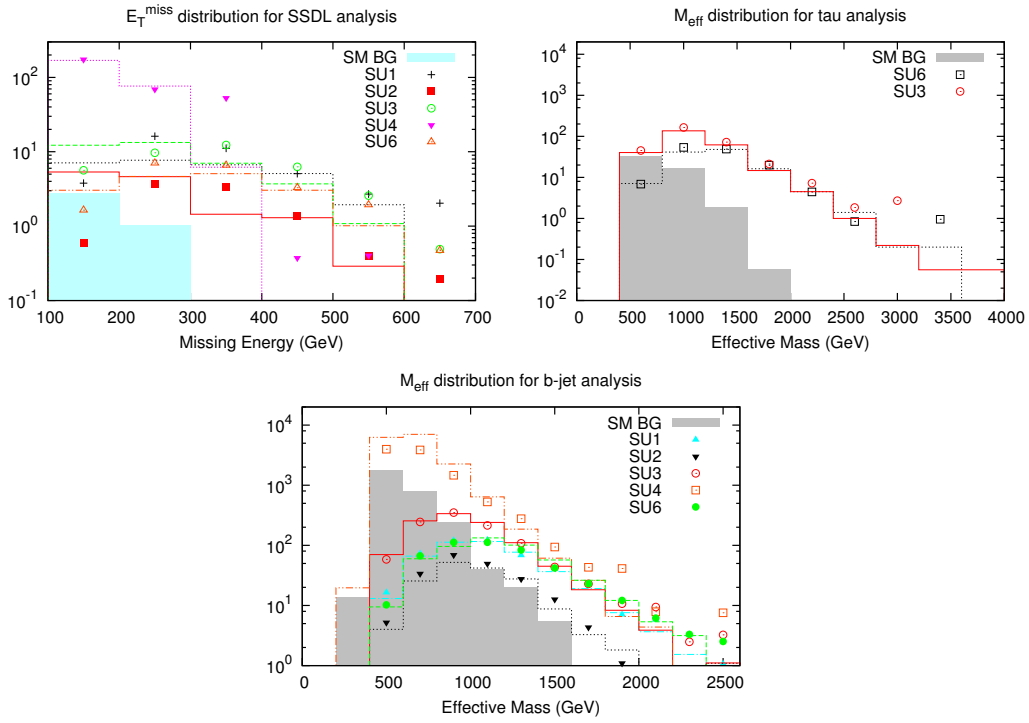 E_T^miss distribution for SSDL analysis
SM BG
SU1
SU2
SU3
SU4
SU6
10^2
10^1
10^0
10^-1
100 200 300 400 500 600 700
Missing Energy (GeV)
M_eff distribution for tau analysis
SU6
SU3
SM BG
10^4
10^3
10^2
10^1
10^0
10^-1
10^-2
500 1000 1500 2000 2500 3000 3500 4000
Effective Mass (GeV)
M_eff distribution for b-jet analysis
SM BG
SU1
SU2
SU3
SU4
SU6
10^4
10^3
10^2
10^1
10^0
0 500 1000 1500 2000 2500
Effective Mass (GeV)